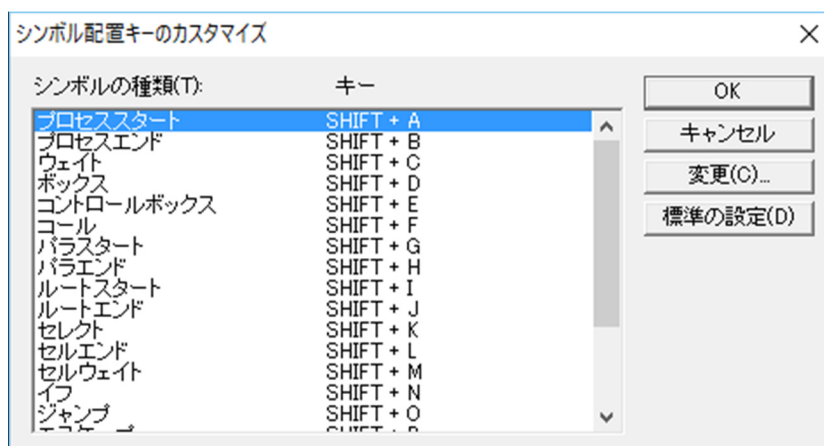 シンボル配置キーのカスタマイズ
シンボルの種類(T): キー
プロセススタート SHIFT + A
プロセスエンド SHIFT + B
ウェイト SHIFT + C
ボックス SHIFT + D
コントロールボックス SHIFT + E
コール SHIFT + F
パラスタート SHIFT + G
パラエンド SHIFT + H
ルートスタート SHIFT + I
ルートエンド SHIFT + J
セレクト SHIFT + K
セルエンド SHIFT + L
セルウェイト SHIFT + M
イフ SHIFT + N
ジャンプ SHIFT + O
OK
キャンセル
変更(C)...
標準の設定(D)